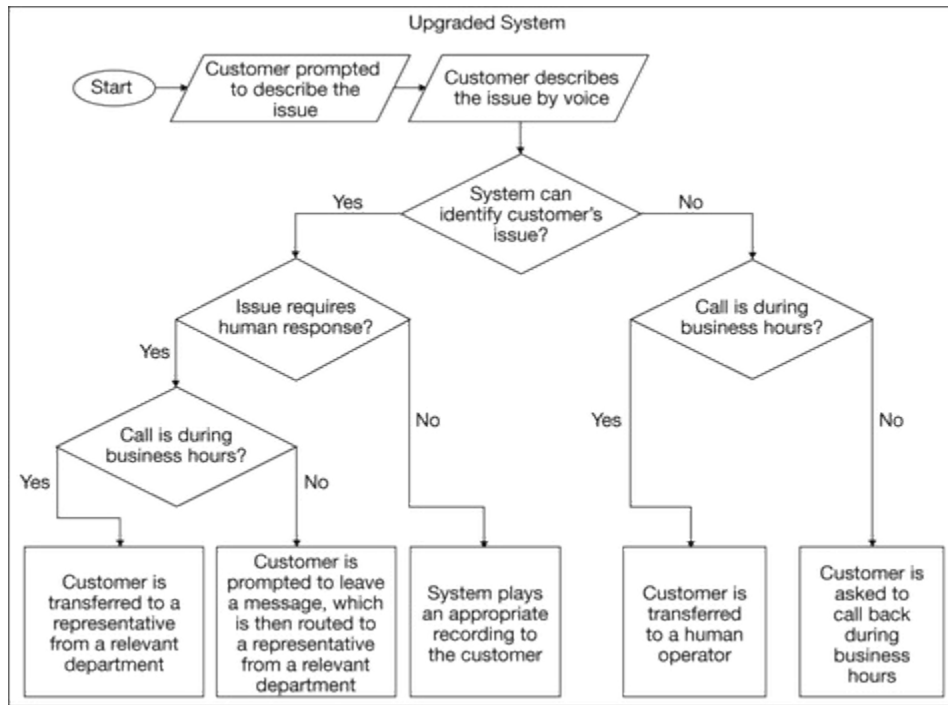 Upgraded System
Start
Customer prompted
to describe the
issue
Customer describes
the issue by voice
System can
identify customer's
issue?
Yes
No
Issue requires
human response?
Call is during
business hours?
Yes
No
Yes
No
Call is during
business hours?
Yes
No
Customer is
transferred to a
representative
from a relevant
department
Customer is
prompted to leave
a message, which
is then routed to
a representative
from a relevant
department
System plays
an appropriate
recording to
the customer
Customer is
transferred
to a human
operator
Customer is
asked to
call back
during
business
hours